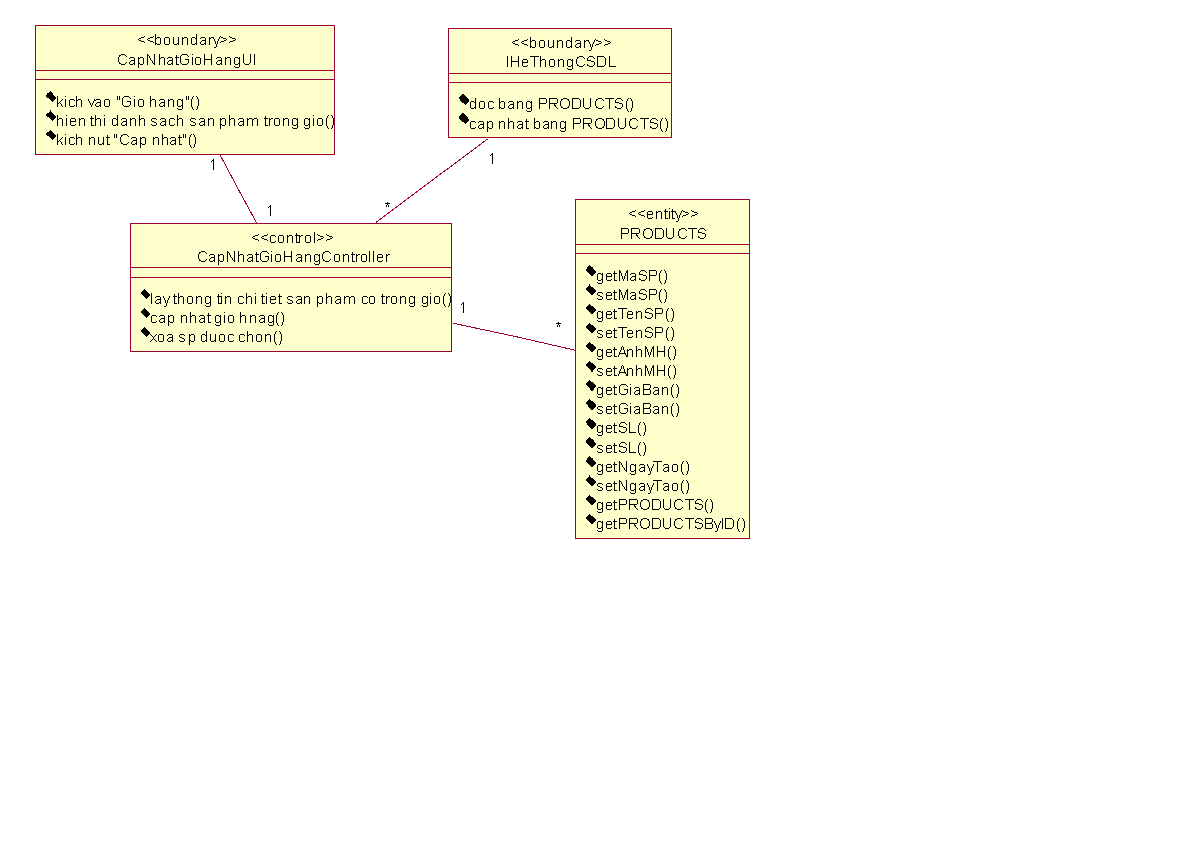 <<boundary>>
CapNhatGioHangUI
kich vao "Gio hang"()
hien thi danh sach san pham trong gio()
kich nut "Cap nhat"()
<<boundary>>
IHeThongCSDL
doc bang PRODUCTS()
cap nhat bang PRODUCTS()
1
1
1
*
<<control>>
CapNhatGioHangController
lay thong tin chi tiet san pham co trong gio()
cap nhat gio hnag()
xoa sp duoc chon()
1
*
<<entity>>
PRODUCTS
getMaSP()
setMaSP()
getTenSP()
setTenSP()
getAnhMH()
setAnhMH()
getGiaBan()
setGiaBan()
getSL()
setSL()
getNgayTao()
setNgayTao()
getPRODUCTS()
getPRODUCTSByID()